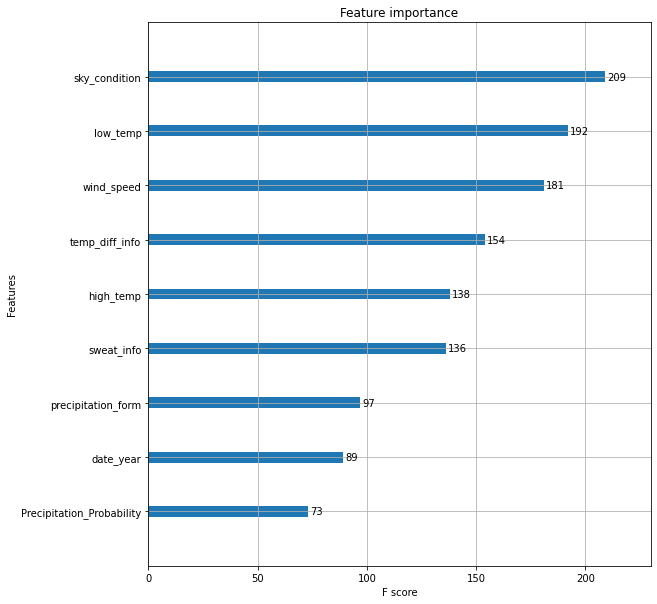 Feature importance
Features
sky_condition 209
low_temp 192
wind_speed 181
temp_diff_info 154
high_temp 138
sweat_info 136
precipitation_form 97
date_year 89
Precipitation_Probability 73
0 50 100 150 200
F score